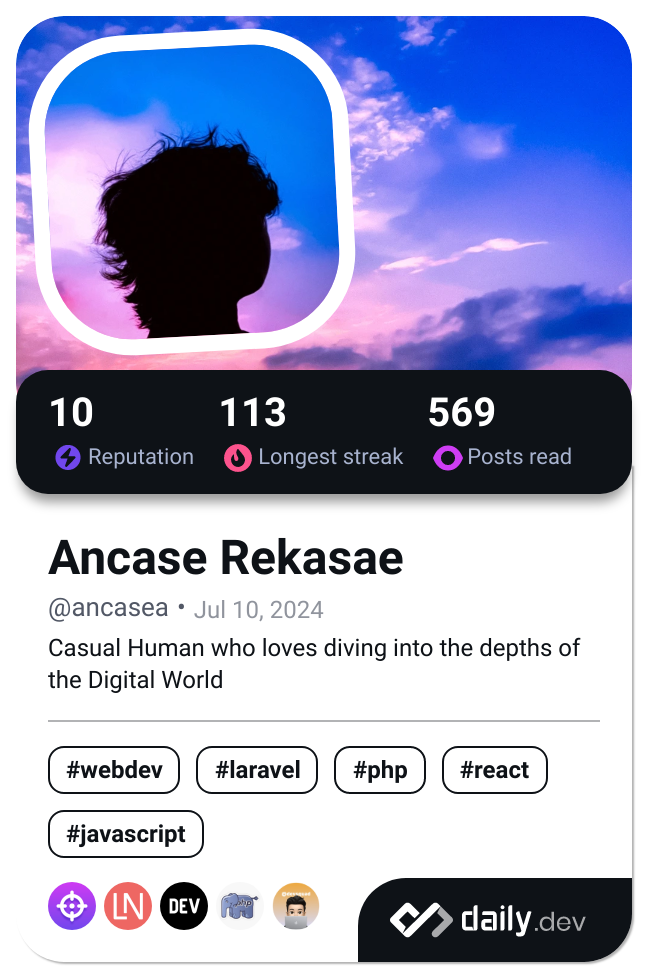 10 113 569
Reputation Longest streak Posts read
Ancase Rekasae
@ancasea • Jul 10, 2024
Casual Human who loves diving into the depths of
the Digital World
#webdev #laravel #php #react
#javascript
LN DEV php
daily.dev